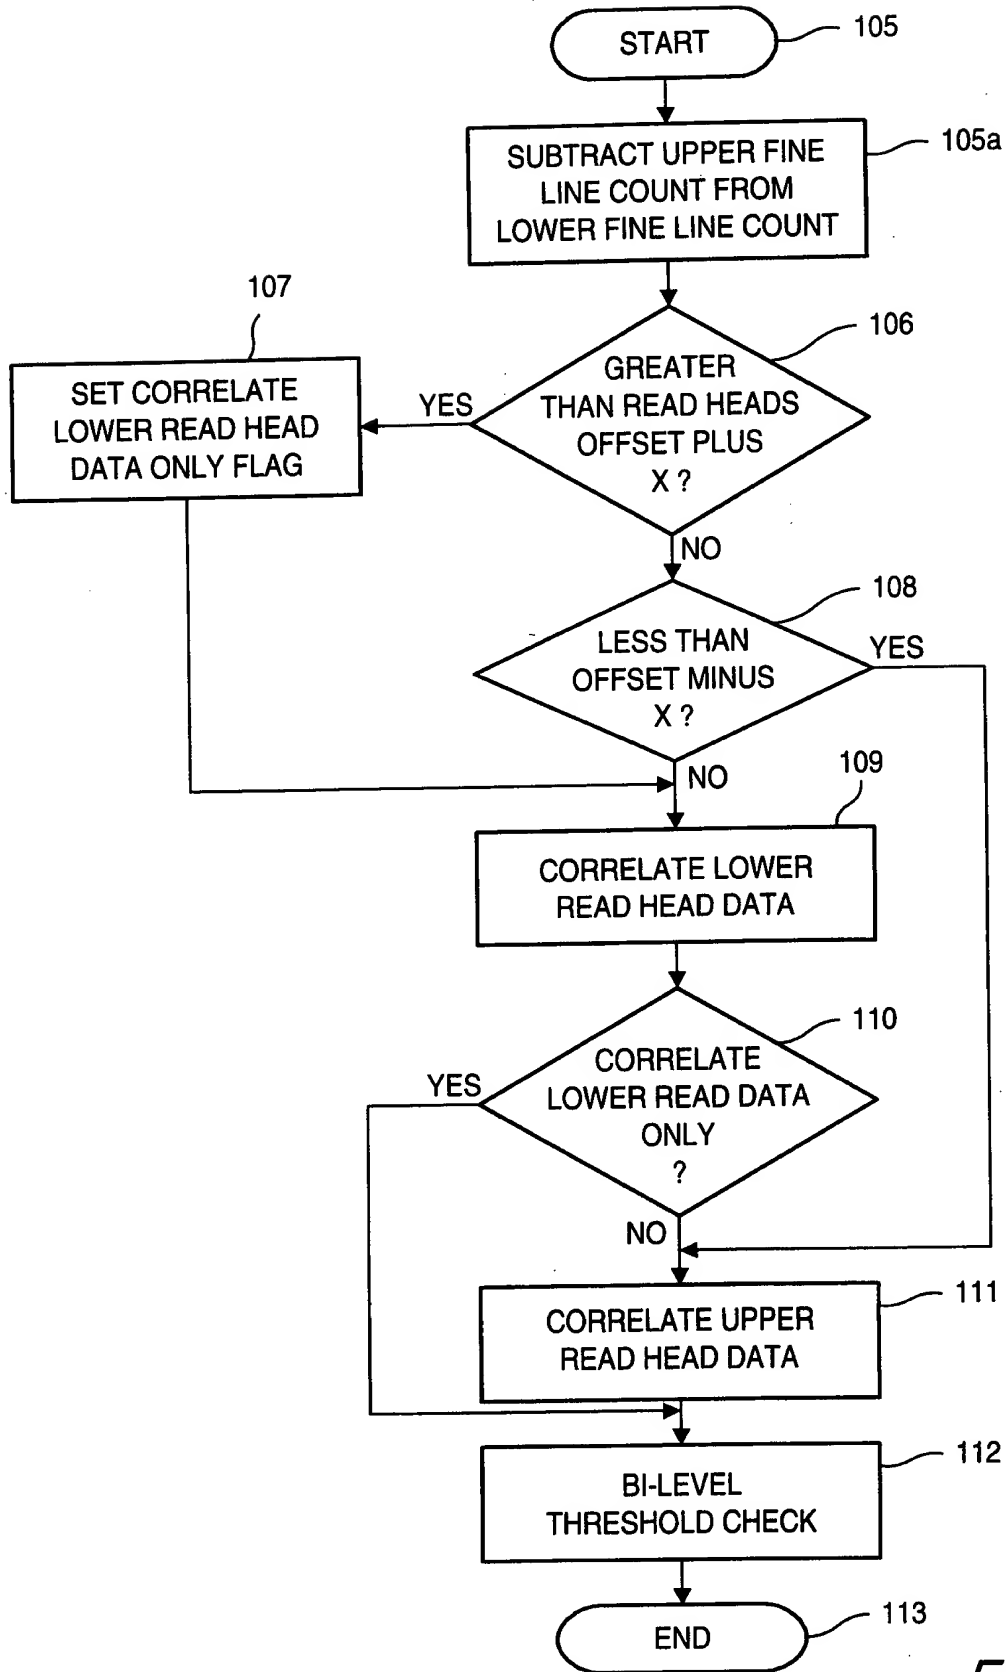 START
105
SUBTRACT UPPER FINE
LINE COUNT FROM
LOWER FINE LINE COUNT
105a
107
SET CORRELATE
LOWER READ HEAD
DATA ONLY FLAG
YES
GREATER
THAN READ HEADS
OFFSET PLUS
X ?
106
NO
LESS THAN
OFFSET MINUS
X ?
108
YES
NO
109
CORRELATE LOWER
READ HEAD DATA
110
CORRELATE
LOWER READ DATA
ONLY
?
YES
NO
CORRELATE UPPER
READ HEAD DATA
111
BI-LEVEL
THRESHOLD CHECK
112
END
113